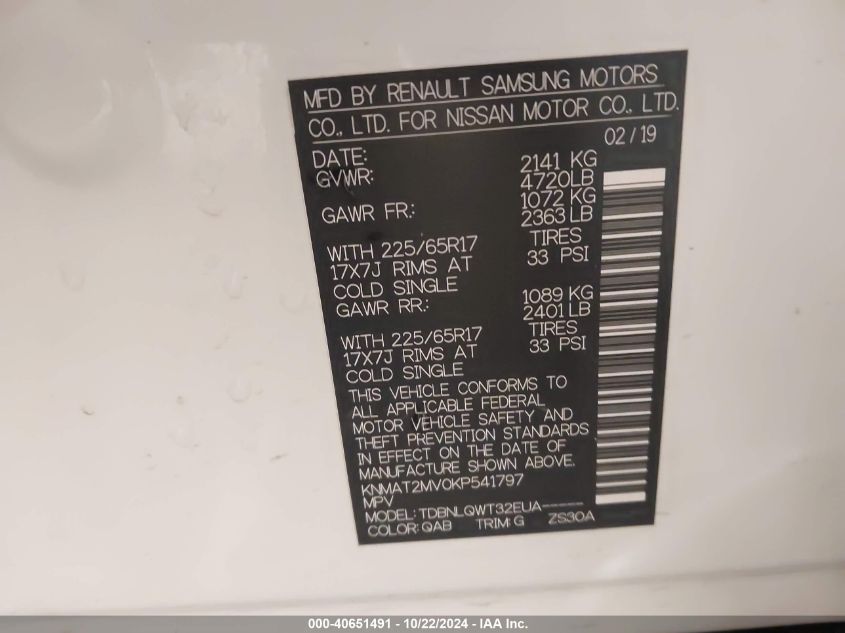 MFD BY RENAULT SAMSUNG MOTORS
CO., LTD. FOR NISSAN MOTOR CO., LTD.
02 / 19
DATE:
GVWR: 2141 KG
4720LB
GAWR FR.: 1072 KG
2363 LB
WITH 225/65R17 TIRES
17X7J RIMS AT 33 PSI
COLD SINGLE
GAWR RR.: 1089 KG
2401 LB
WITH 225/65R17 TIRES
17X7J RIMS AT 33 PSI
COLD SINGLE
THIS VEHICLE CONFORMS TO
ALL APPLICABLE FEDERAL
MOTOR VEHICLE SAFETY AND
THEFT PREVENTION STANDARDS
IN EFFECT ON THE DATE OF
MANUFACTURE SHOWN ABOVE.
KNMAT2MV0KP541797
MPV
MODEL: TDBNLQWT32EUA-----
COLOR: QAB TRIM: G ZS30A
000-40651491 - 10/22/2024 - IAA Inc.